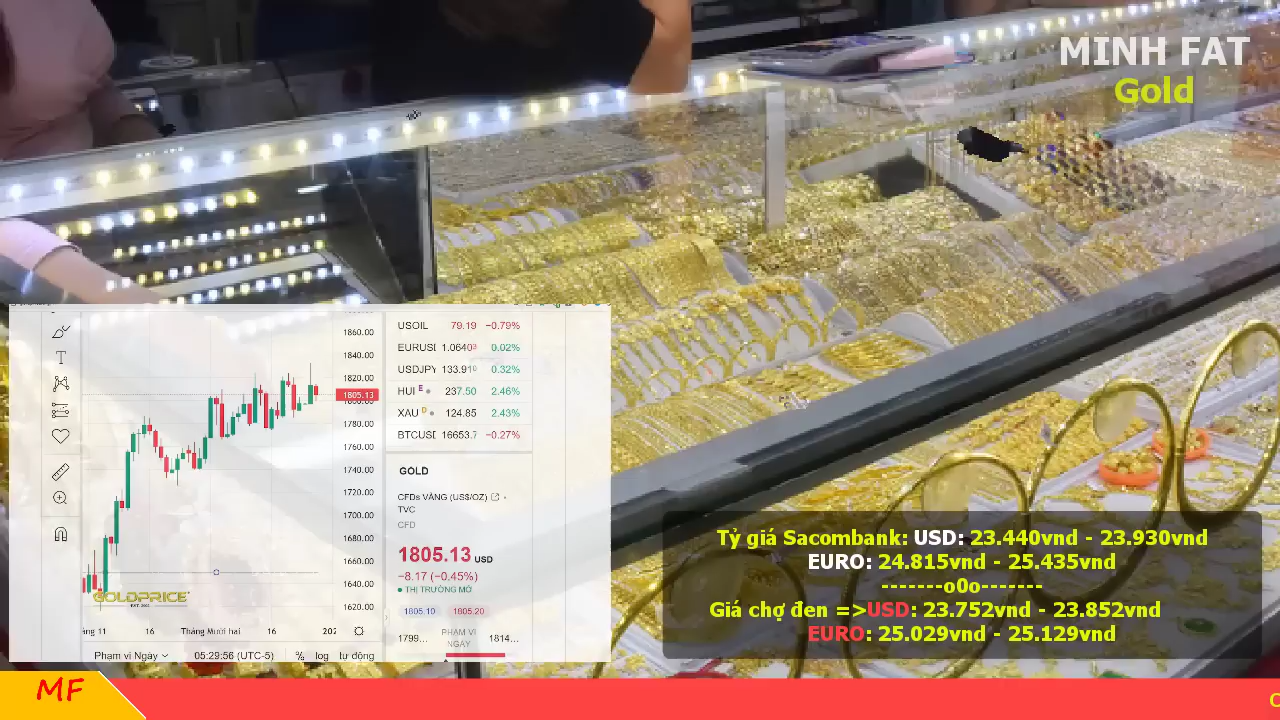 MINH FAT
Gold
1860.00
1840.00
1820.00
1805.13
1800.00
1780.00
1760.00
1740.00
1720.00
1700.00
1680.00
1660.00
1640.00
1620.00
GOLDPRICE
16
Tháng Mười hai
16
Phạm vi Ngày
05:29:56 (UTC-5)
%
log
tự động
USOIL 79.19 −0.79%
EURUSD 1.0640² 0.02%
USDJPY 133.91⁰ 0.32%
HUI E 237.50 2.46%
XAU D 124.85 2.43%
BTCUSD 16653.7 −0.27%
GOLD
CFDs VÀNG (US$/OZ)
TVC
CFD
1805.13 USD
−8.17 (−0.45%)
THỊ TRƯỜNG MỞ
1805.10 1805.20
1799... PHẠM VI NGÀY 1814...
Tỷ giá Sacombank: USD: 23.440vnd - 23.930vnd
EURO: 24.815vnd - 25.435vnd
-------o0o-------
Giá chợ đen =>USD: 23.752vnd - 23.852vnd
EURO: 25.029vnd - 25.129vnd
MF